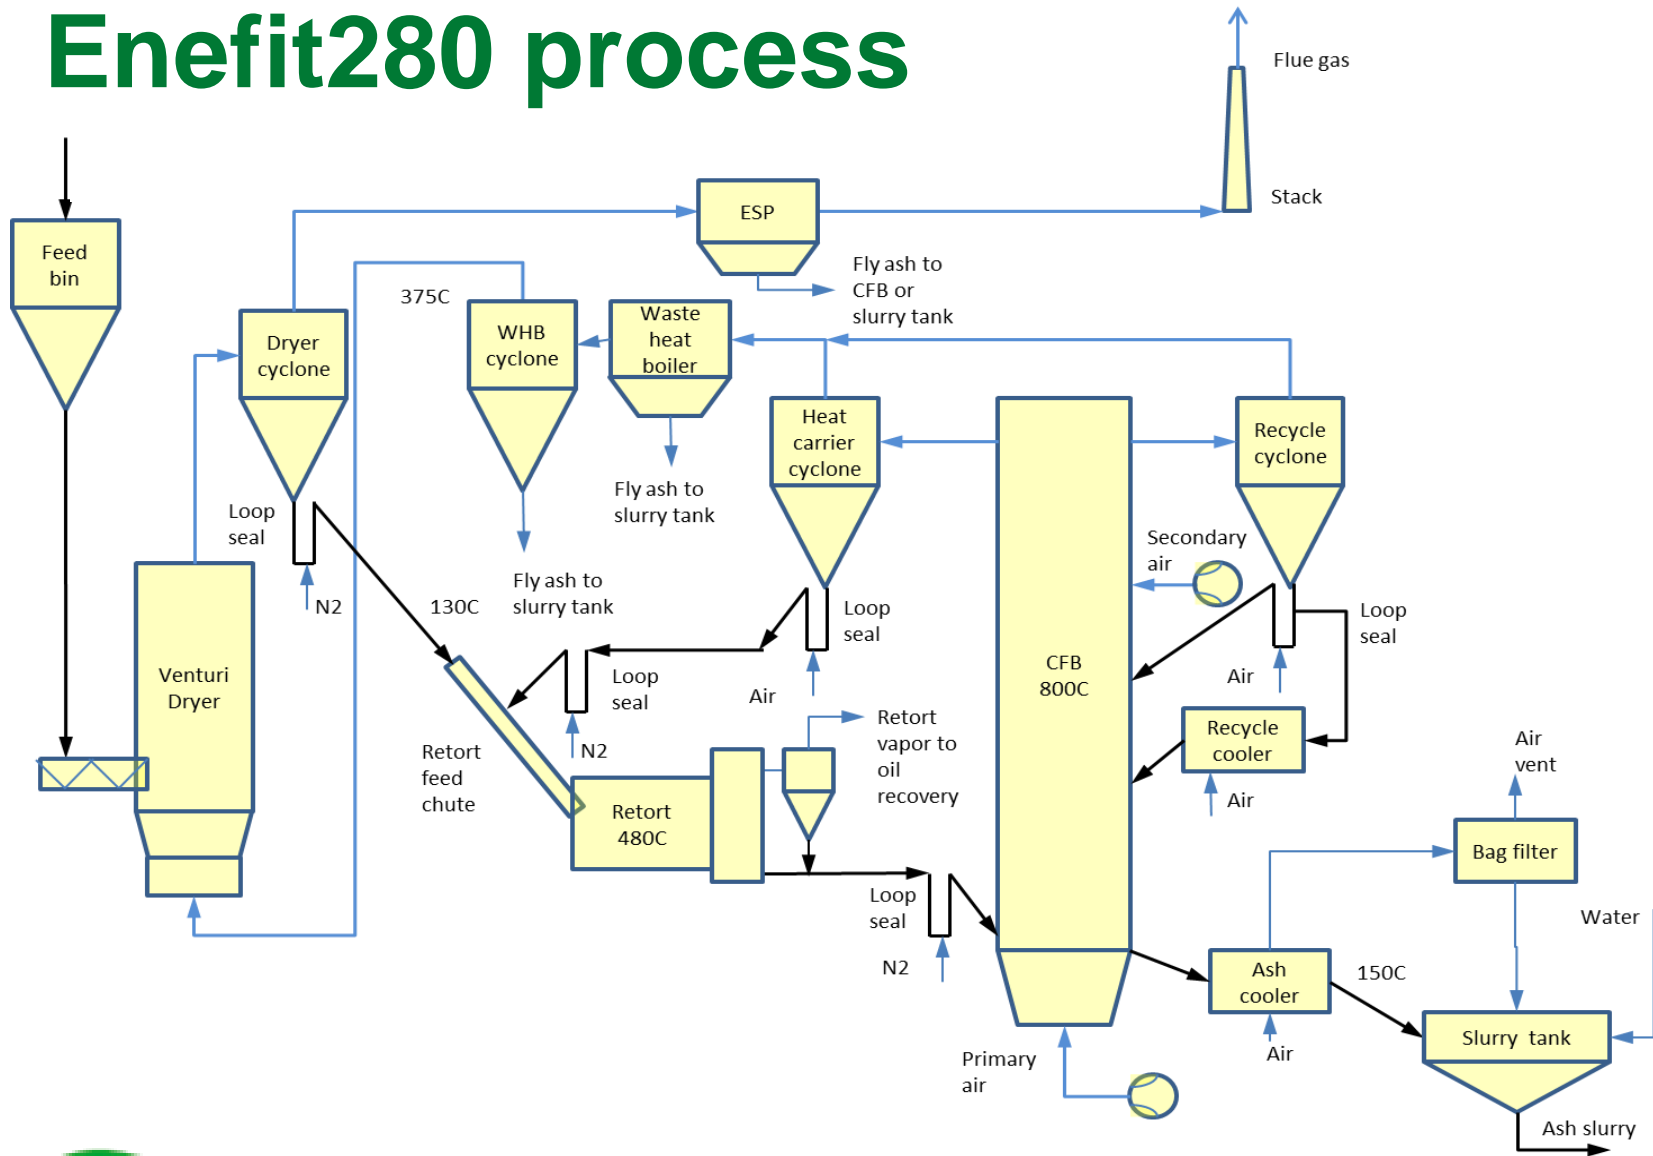 Enefit280 process
Flue gas
Stack
ESP
Feed
bin
Fly ash to
CFB or
slurry tank
375C
Dryer
cyclone
WHB
cyclone
Waste
heat
boiler
Heat
carrier
cyclone
Recycle
cyclone
Fly ash to
slurry tank
Loop
seal
Secondary
air
Fly ash to
slurry tank
N2
130C
Loop
seal
Loop
seal
Venturi
Dryer
CFB
800C
Loop
seal
Air
Air
Retort
vapor to
oil
recovery
Recycle
cooler
Air
vent
N2
Retort
feed
chute
Retort
480C
Air
Bag filter
Loop
seal
Water
N2
Ash
cooler
150C
Slurry tank
Air
Primary
air
Ash slurry